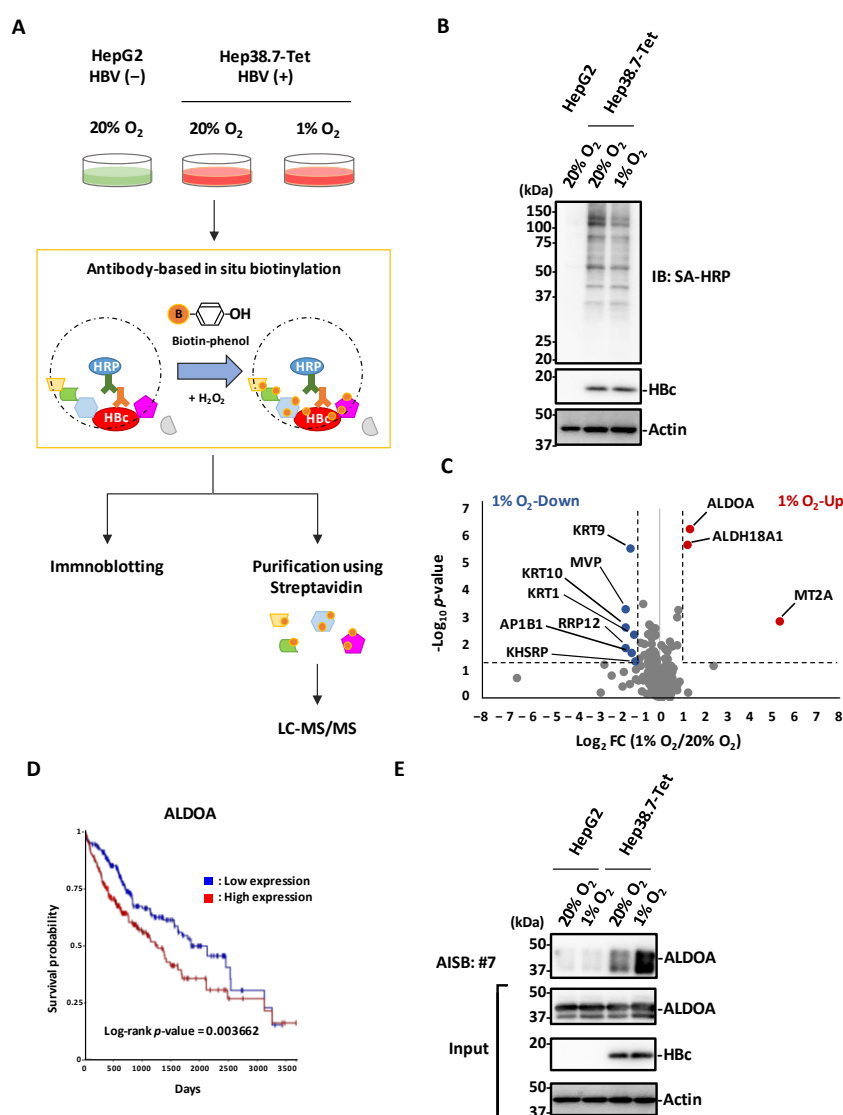 A
HepG2
HBV (–)
Hep38.7-Tet
HBV (+)
20% O2
20% O2
1% O2
Antibody-based in situ biotinylation
B
-OH
Biotin-phenol
+ H2O2
HRP
HBc
HRP
HBc
Immnoblotting
Purification using
Streptavidin
LC-MS/MS
B
HepG2
Hep38.7-Tet
20% O2
20% O2
1% O2
(kDa)
150
100
75
50
37
25
20
IB: SA-HRP
20
-HBc
50
37
-Actin
C
1% O2-Down
1% O2-Up
-Log10 p-value
7
6
5
4
3
2
1
0
KRT9
MVP
KRT10
KRT1
AP1B1
RRP12
KHSRP
ALDOA
ALDH18A1
MT2A
–8 –7 –6 –5 –4 –3 –2 –1 0 1 2 3 4 5 6 7 8
Log2 FC (1% O2/20% O2)
D
ALDOA
Survival probability
1
0.75
0.5
0.25
0
: Low expression
: High expression
Log-rank p-value = 0.003662
0 500 1000 1500 2000 2500 3000 3500
Days
E
HepG2
Hep38.7-Tet
20% O2
1% O2
20% O2
1% O2
(kDa)
AISB: #7
50
37
-ALDOA
Input
50
37
-ALDOA
20
-HBc
50
37
-Actin